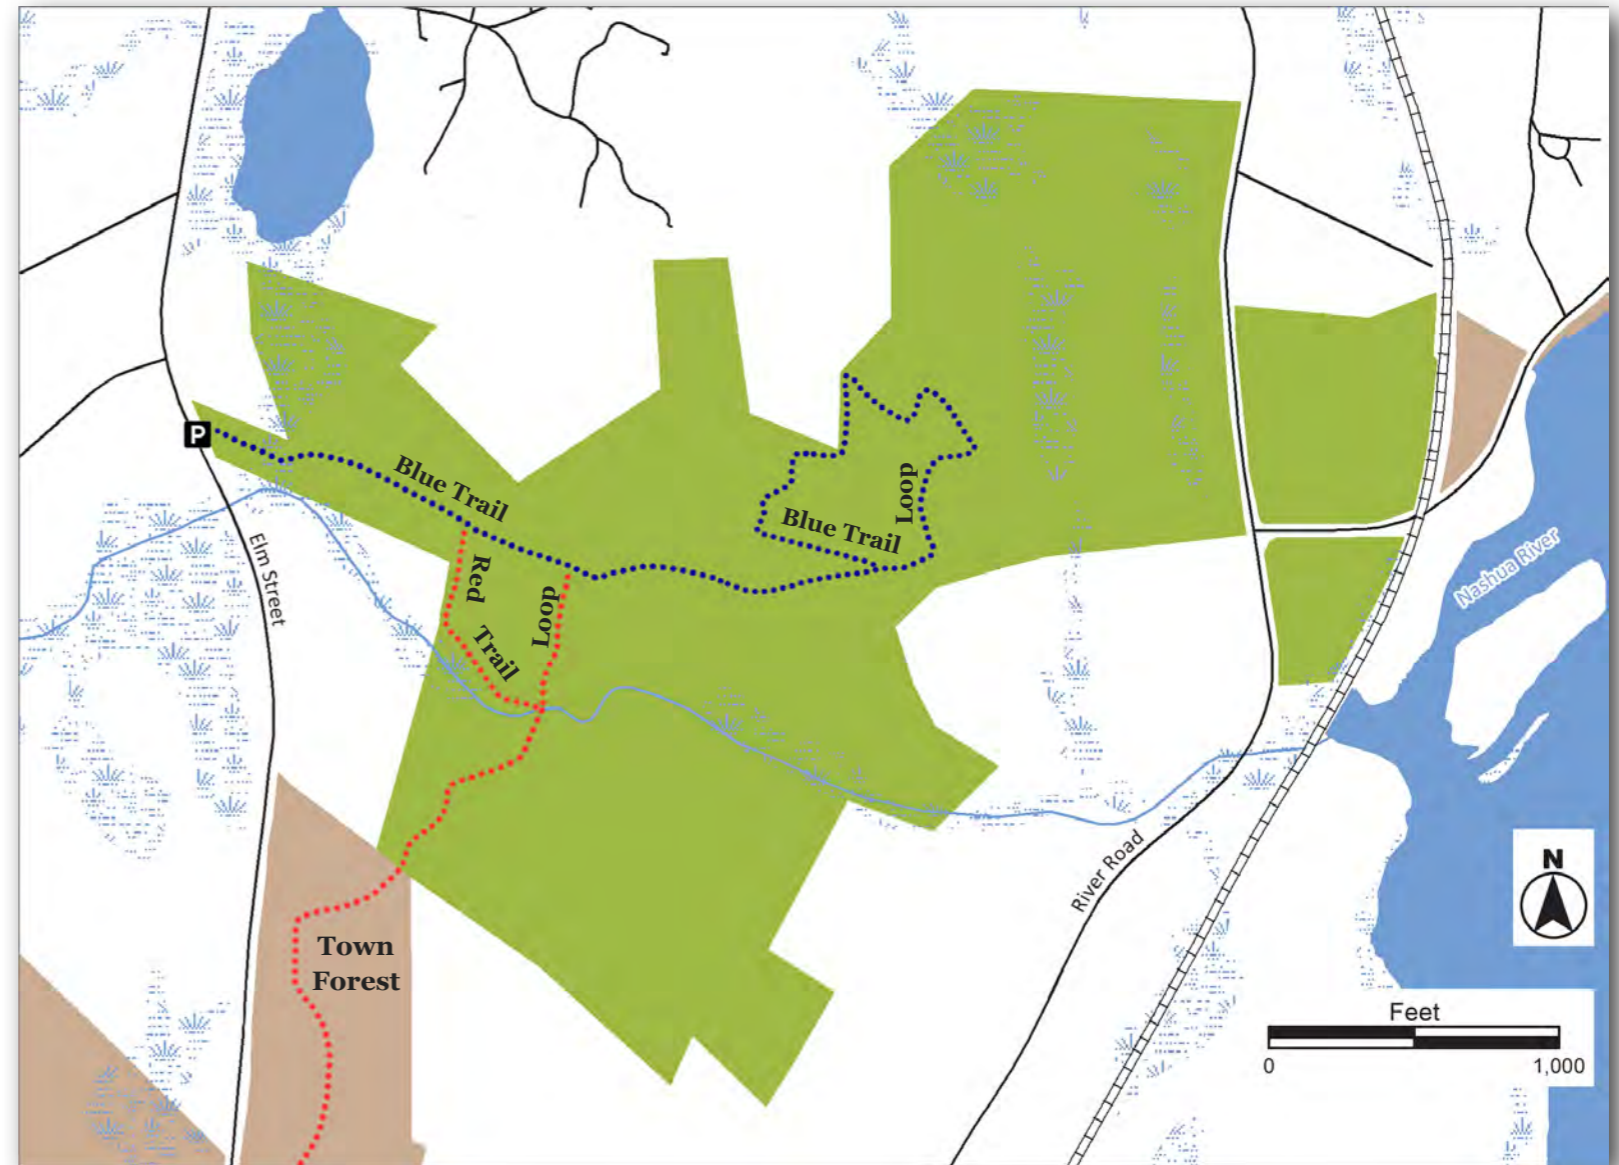 P
Blue Trail
Elm Street
Red
Trail
Loop
Blue Trail
Loop
Nashua River
River Road
Town
Forest
N
Feet
0
1,000